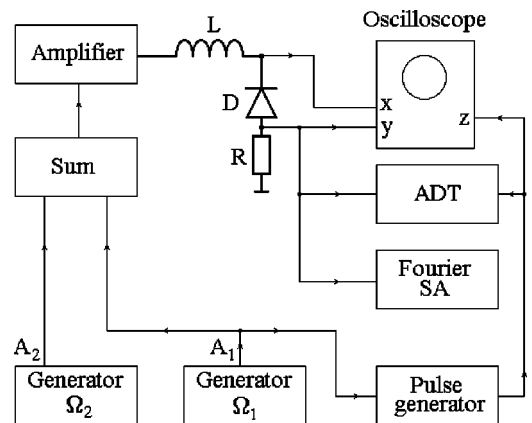 Oscilloscope
Amplifier
L
D
x
y
z
R
Sum
ADT
Fourier
SA
A2
A1
Generator
Ω2
Generator
Ω1
Pulse
generator